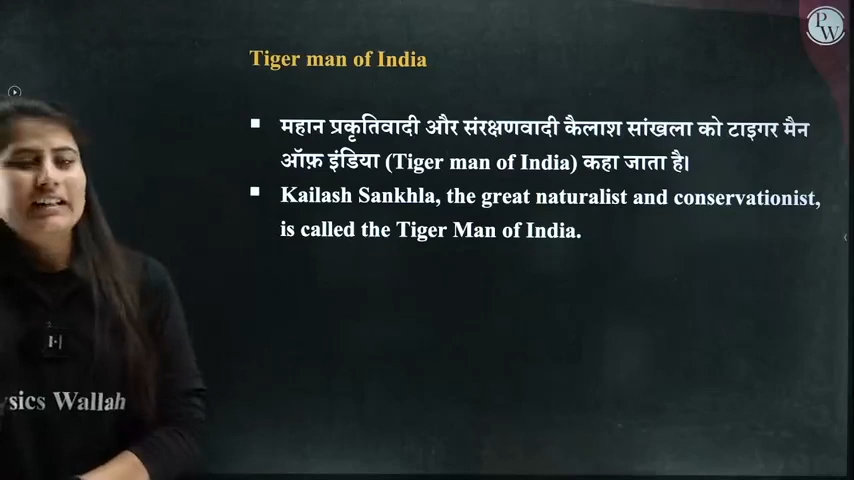 PW
Tiger man of India
▪ महान प्रकृतिवादी और संरक्षणवादी कैलाश सांखला को टाइगर मैन
ऑफ़ इंडिया (Tiger man of India) कहा जाता है।
▪ Kailash Sankhla, the great naturalist and conservationist,
is called the Tiger Man of India.
sics Wallah